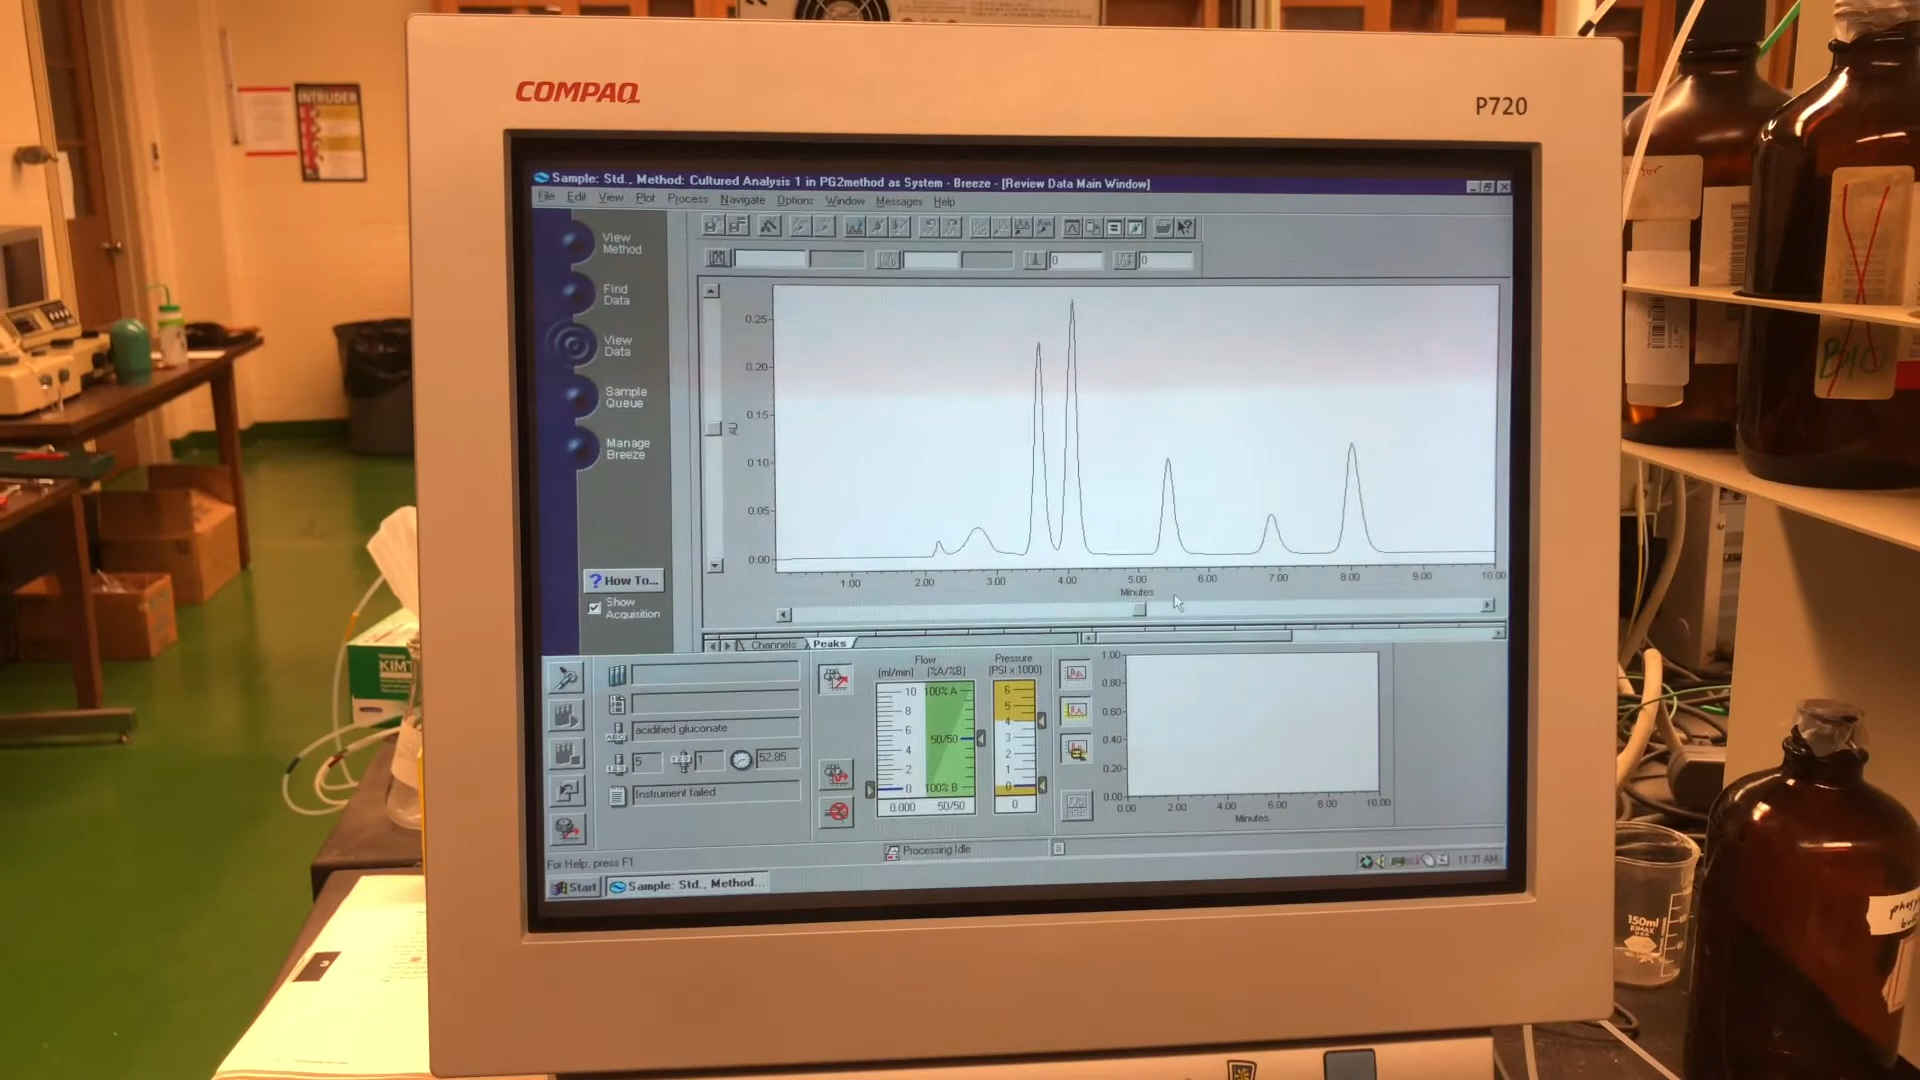 INTRUDER
COMPAQ
P720
Sample: Std., Method: Cultured Analysis 1 in PG2method as System - Breeze - [Review Data Main Window]
File Edit View Plot Process Navigate Options Window Messages Help
0
0
View
Method
Find
Data
View
Data
Sample
Queue
Manage
Breeze
? How To...
Show
Acquisition
AU
0.25
0.20
0.15
0.10
0.05
0.00
1.00 2.00 3.00 4.00 5.00 6.00 7.00 8.00 9.00 10.00
Minutes
Channels Peaks
acidified gluconate
5 1 52.85
Instrument failed
Flow
(ml/min) (%A/%B)
10 100% A
8
6
50/50
4
2
0 100% B
0.000 50/50
Pressure
(PSI x 1000)
6
5
4
3
2
1
0
0
1.00
0.80
0.60
0.40
0.20
0.00
0.00 2.00 4.00 6.00 8.00 10.00
Minutes
For Help, press F1
Processing Idle
Start
Sample: Std., Method...
11:31 AM
KIMT
for
BIO
150ml
KIMAX
USA